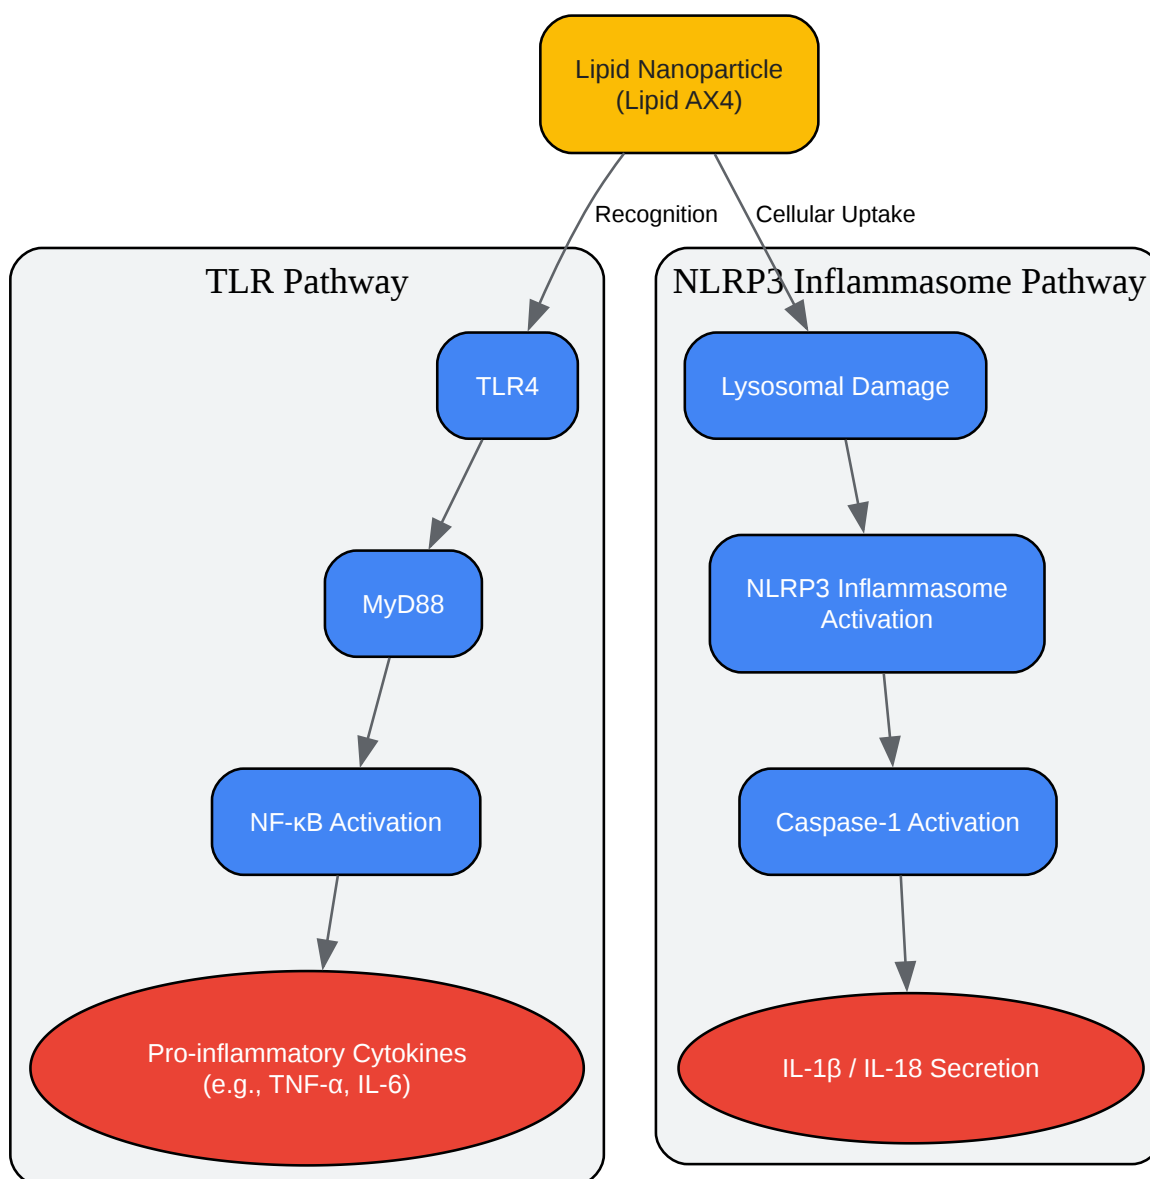 Lipid Nanoparticle
(Lipid AX4)
Recognition
Cellular Uptake
TLR Pathway
TLR4
MyD88
NF-κB Activation
Pro-inflammatory Cytokines
(e.g., TNF-α, IL-6)
NLRP3 Inflammasome Pathway
Lysosomal Damage
NLRP3 Inflammasome
Activation
Caspase-1 Activation
IL-1β / IL-18 Secretion